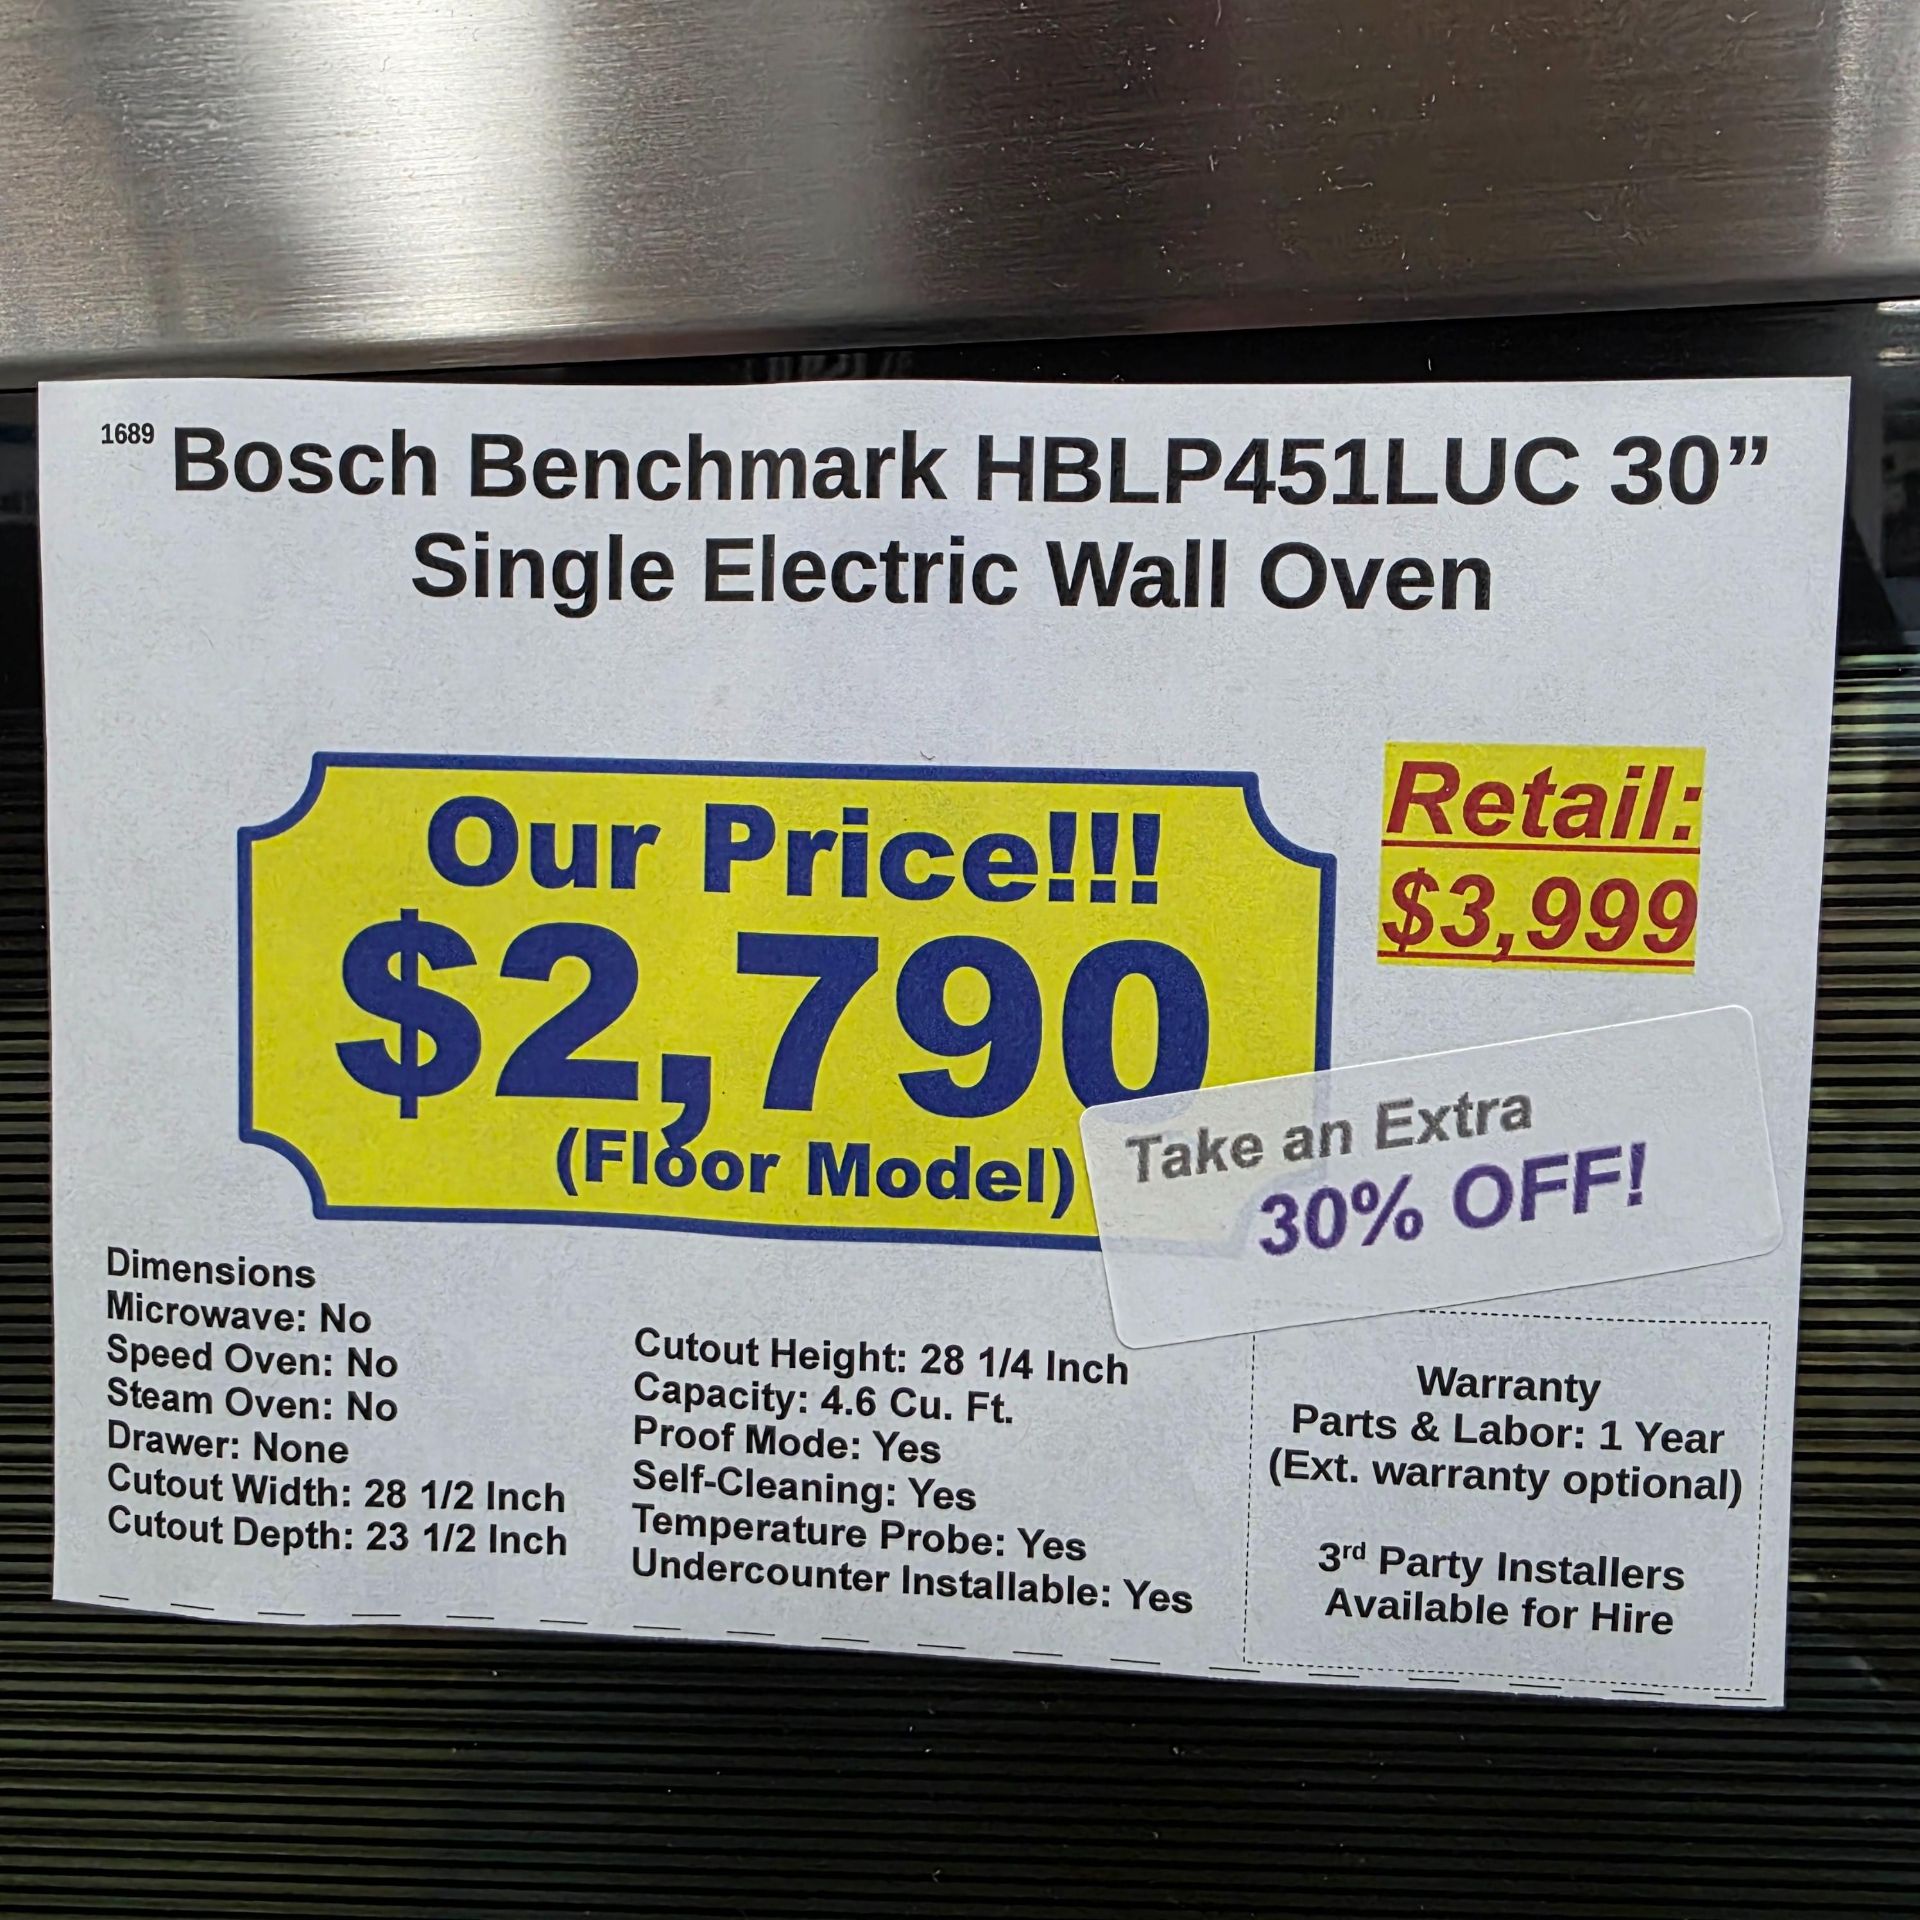 1689 Bosch Benchmark HBLP451LUC 30”
Single Electric Wall Oven
Our Price!!!
$2,790
(Floor Model)
Retail:
$3,999
Take an Extra
30% OFF!
Dimensions
Microwave: No
Speed Oven: No
Steam Oven: No
Drawer: None
Cutout Width: 28 1/2 Inch
Cutout Depth: 23 1/2 Inch
Cutout Height: 28 1/4 Inch
Capacity: 4.6 Cu. Ft.
Proof Mode: Yes
Self-Cleaning: Yes
Temperature Probe: Yes
Undercounter Installable: Yes
Warranty
Parts & Labor: 1 Year
(Ext. warranty optional)
3rd Party Installers
Available for Hire